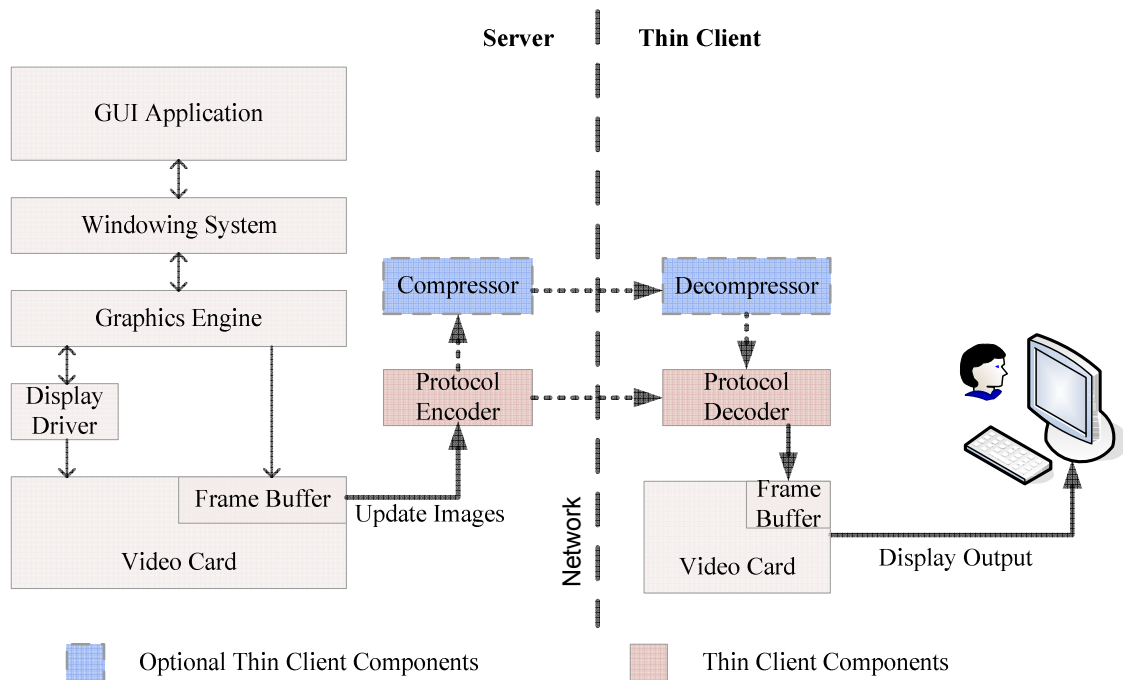 Server
Thin Client
GUI Application
Windowing System
Graphics Engine
Display
Driver
Frame Buffer
Video Card
Update Images
Compressor
Protocol
Encoder
Network
Decompressor
Protocol
Decoder
Frame
Buffer
Video Card
Display Output
Optional Thin Client Components
Thin Client Components